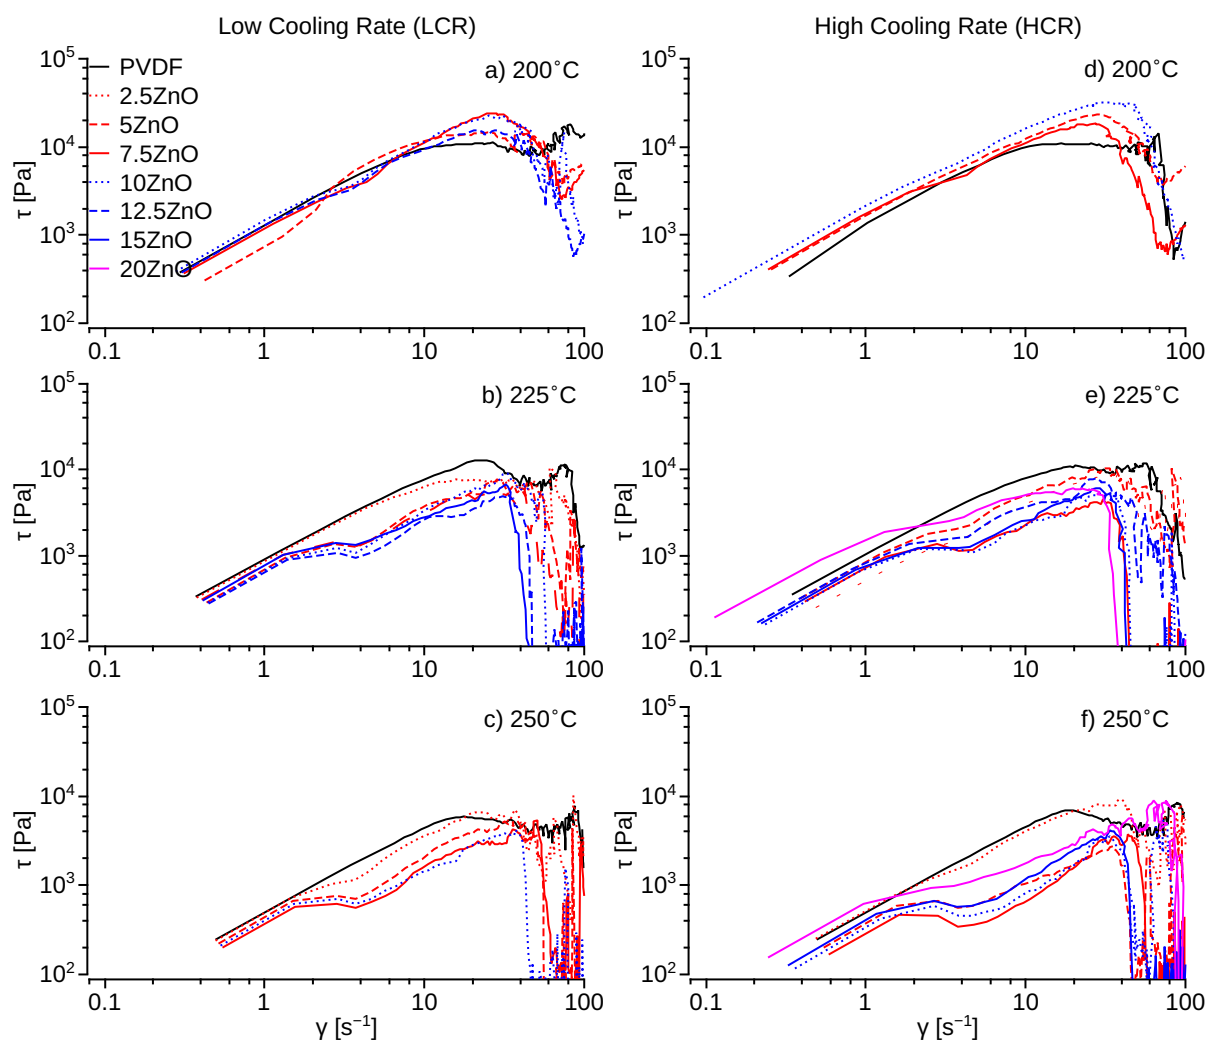 Low Cooling Rate (LCR)
High Cooling Rate (HCR)
10⁵
10⁴
10³
10²
τ [Pa]
PVDF
2.5ZnO
5ZnO
7.5ZnO
10ZnO
12.5ZnO
15ZnO
20ZnO
a) 200°C
0.1 1 10 100
10⁵
10⁴
10³
10²
τ [Pa]
d) 200°C
0.1 1 10 100
10⁵
10⁴
10³
10²
τ [Pa]
b) 225°C
0.1 1 10 100
10⁵
10⁴
10³
10²
τ [Pa]
e) 225°C
0.1 1 10 100
10⁵
10⁴
10³
10²
τ [Pa]
c) 250°C
0.1 1 10 100
γ [s⁻¹]
10⁵
10⁴
10³
10²
τ [Pa]
f) 250°C
0.1 1 10 100
γ [s⁻¹]